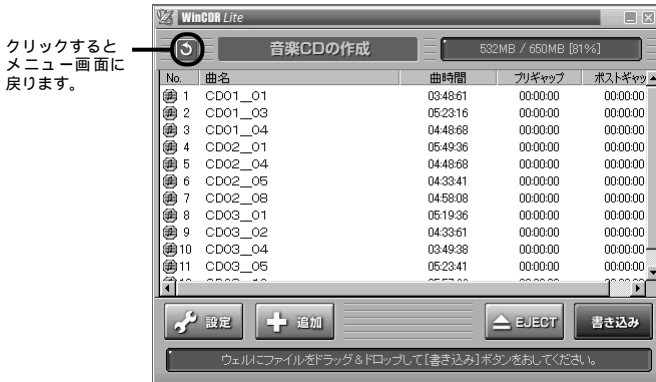 クリックすると
メニュー画面に
戻ります。
WinCDR Lite
音楽CDの作成
532MB / 650MB [81%]
No. 曲名 曲時間 プリギャップ ポストギャッ
1 CD01__01 03:48:61 00:00:00 00:00:00
2 CD01__03 05:23:16 00:00:00 00:00:00
3 CD01__04 04:48:68 00:00:00 00:00:00
4 CD02__01 05:49:36 00:00:00 00:00:00
5 CD02__04 04:48:68 00:00:00 00:00:00
6 CD02__05 04:33:41 00:00:00 00:00:00
7 CD02__08 04:58:08 00:00:00 00:00:00
8 CD03__01 05:19:36 00:00:00 00:00:00
9 CD03__02 04:33:61 00:00:00 00:00:00
10 CD03__04 03:49:38 00:00:00 00:00:00
11 CD03__05 05:23:41 00:00:00 00:00:00
設定 追加 EJECT 書き込み
ウェルにファイルをドラッグ&ドロップして[書き込み]ボタンをおしてください。